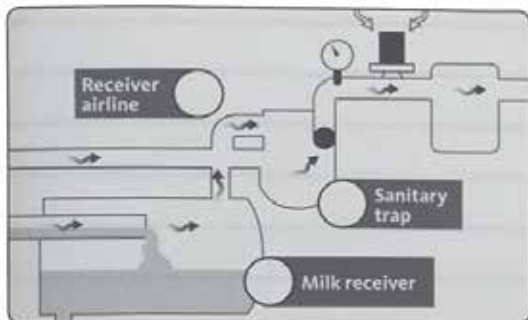 Receiver
airline
Sanitary
trap
Milk receiver